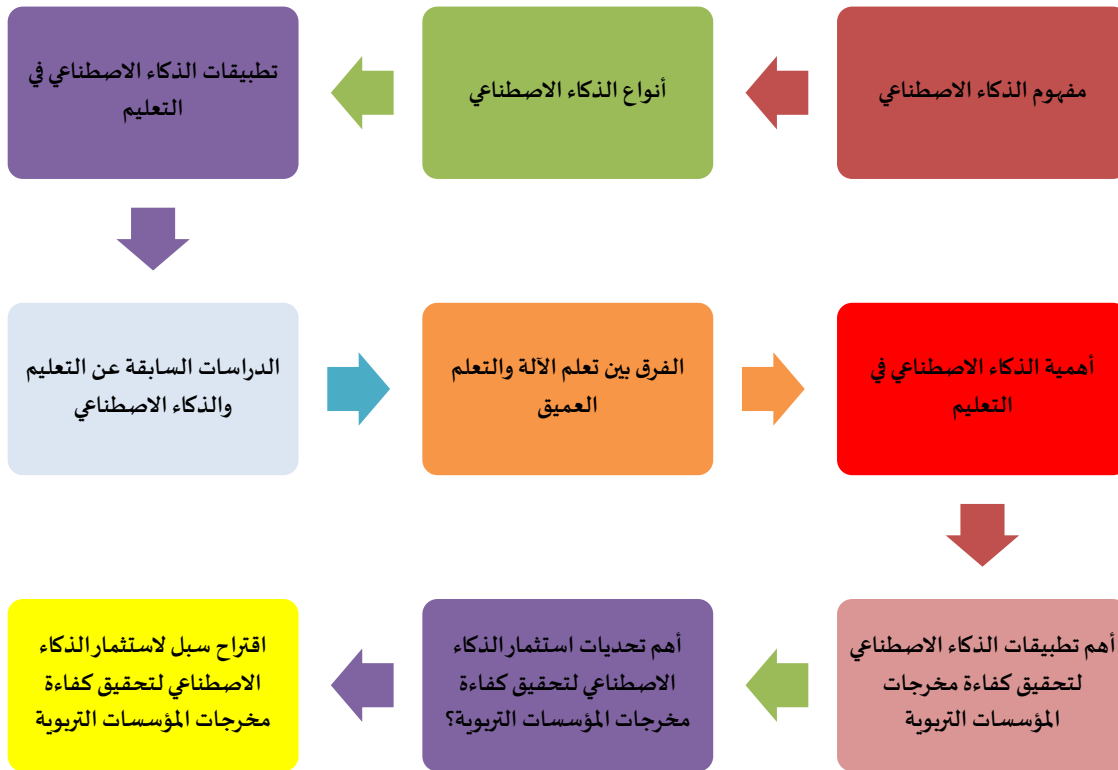 مفهوم الذكاء الاصطناعي
أنواع الذكاء الاصطناعي
تطبيقات الذكاء الاصطناعي في
التعليم
الدراسات السابقة عن التعليم
والذكاء الاصطناعي
الفرق بين تعلم الآلة والتعلم
العميق
أهمية الذكاء الاصطناعي في
التعليم
أهم تطبيقات الذكاء الاصطناعي
لتحقيق كفاءة مخرجات
المؤسسات التربوية
أهم تحديات استثمار الذكاء
الاصطناعي لتحقيق كفاءة
مخرجات المؤسسات التربوية؟
اقتراح سبل لاستثمار الذكاء
الاصطناعي لتحقيق كفاءة
مخرجات المؤسسات التربوية